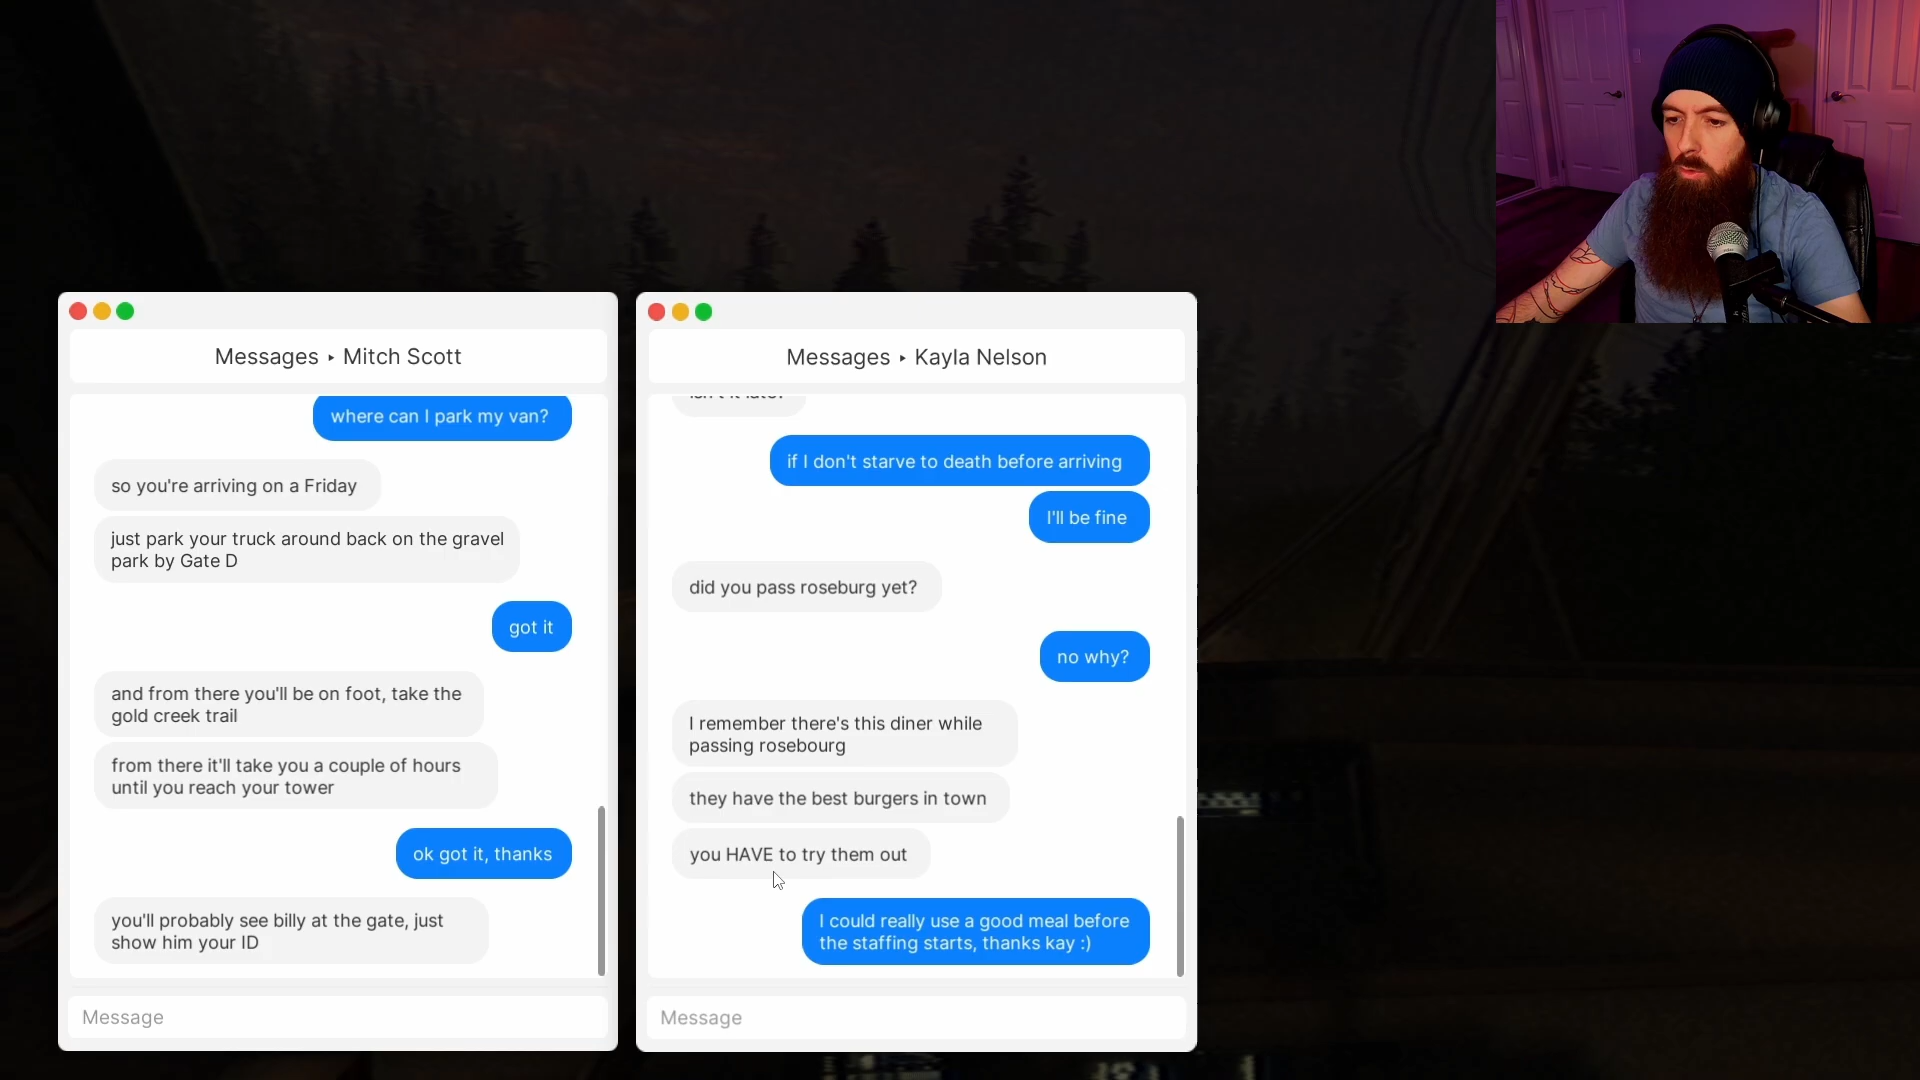 Messages ▸ Mitch Scott
where can I park my van?
so you're arriving on a Friday
just park your truck around back on the gravel
park by Gate D
got it
and from there you'll be on foot, take the
gold creek trail
from there it'll take you a couple of hours
until you reach your tower
ok got it, thanks
you'll probably see billy at the gate, just
show him your ID
Message
Messages ▸ Kayla Nelson
isn't it late?
if I don't starve to death before arriving
I'll be fine
did you pass roseburg yet?
no why?
I remember there's this diner while
passing rosebourg
they have the best burgers in town
you HAVE to try them out
I could really use a good meal before
the staffing starts, thanks kay :)
Message